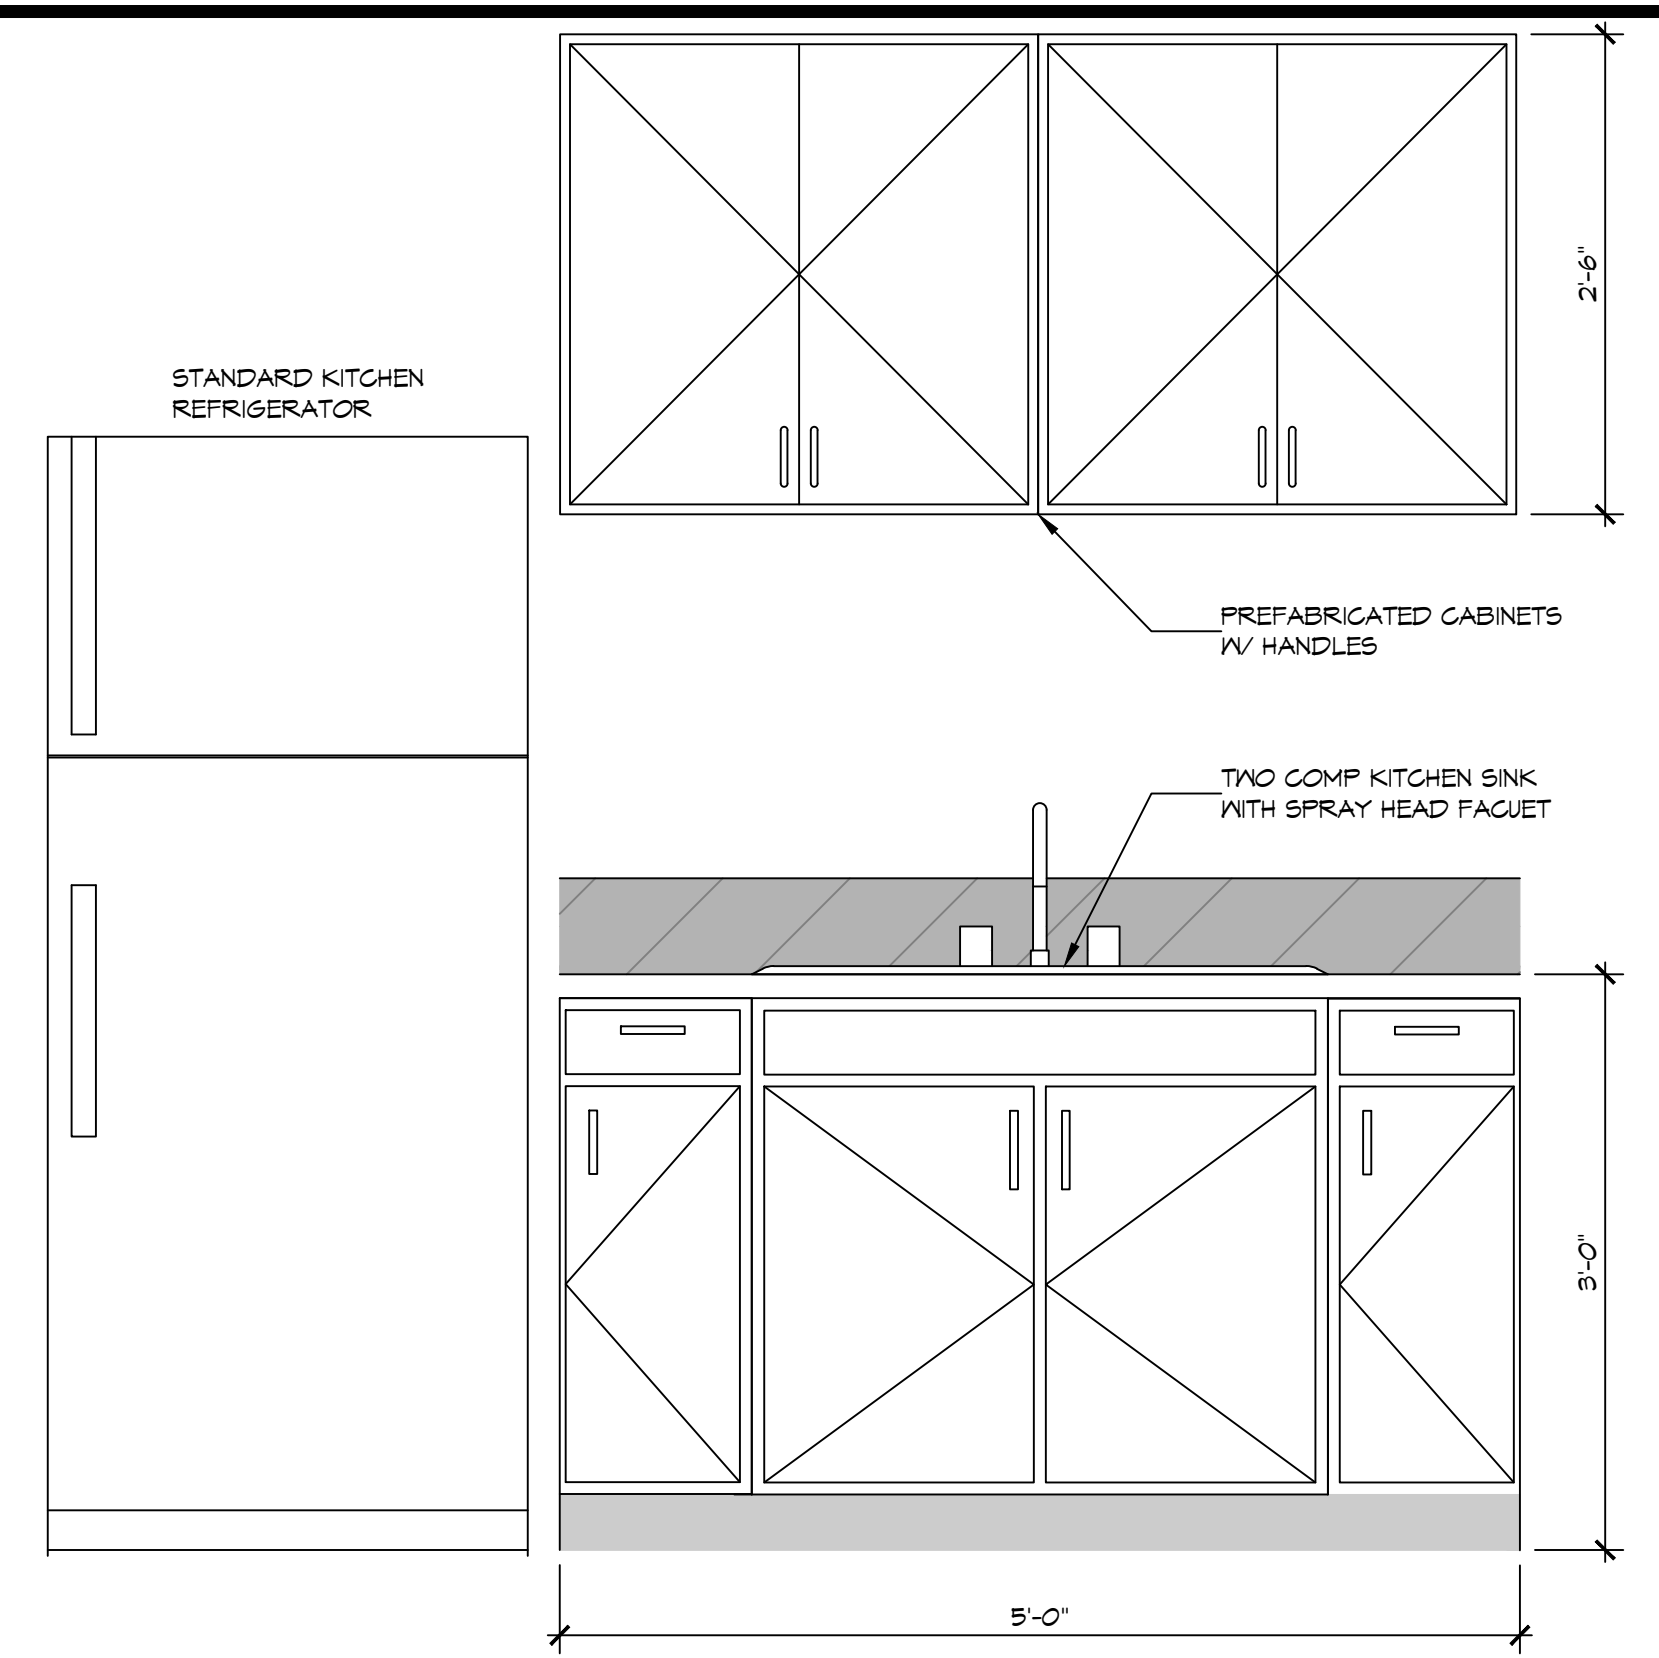 2'-6"
STANDARD KITCHEN
REFRIGERATOR
PREFABRICATED CABINETS
W/ HANDLES
TWO COMP KITCHEN SINK
WITH SPRAY HEAD FACUET
3'-0"
5'-0"